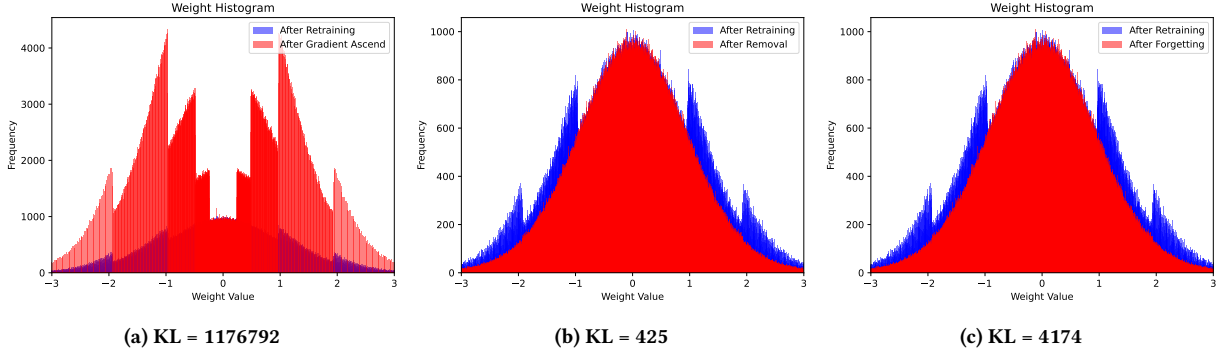 Weight Histogram
After Retraining
After Gradient Ascend
Frequency
4000
3000
2000
1000
0
−3 −2 −1 0 1 2 3
Weight Value
(a) KL = 1176792
Weight Histogram
After Retraining
After Removal
Frequency
1000
800
600
400
200
0
−3 −2 −1 0 1 2 3
Weight Value
(b) KL = 425
Weight Histogram
After Retraining
After Forgetting
Frequency
1000
800
600
400
200
0
−3 −2 −1 0 1 2 3
Weight Value
(c) KL = 4174